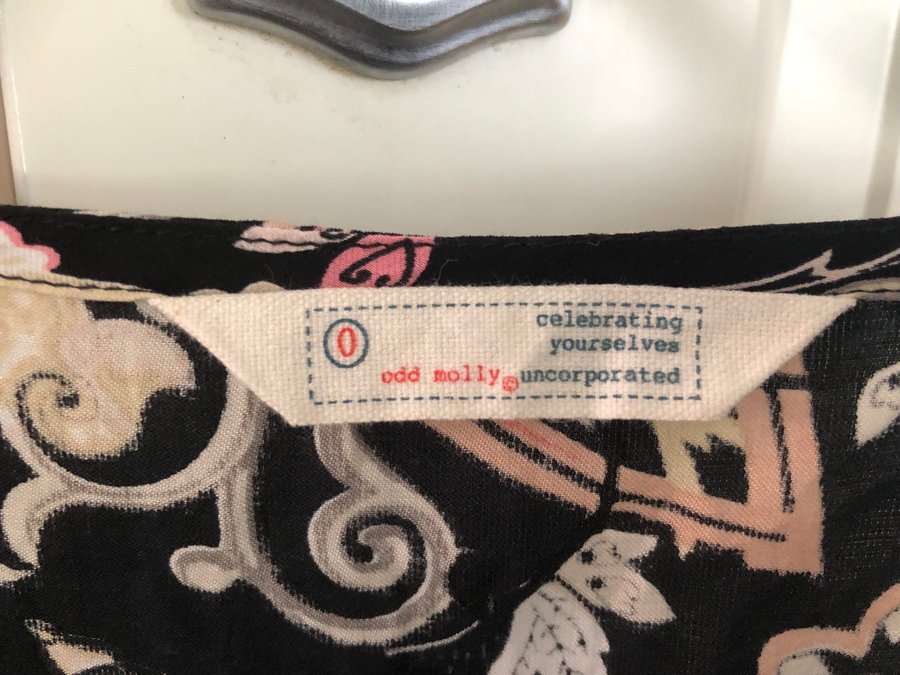 0
celebrating
yourselves
odd molly©uncorporated